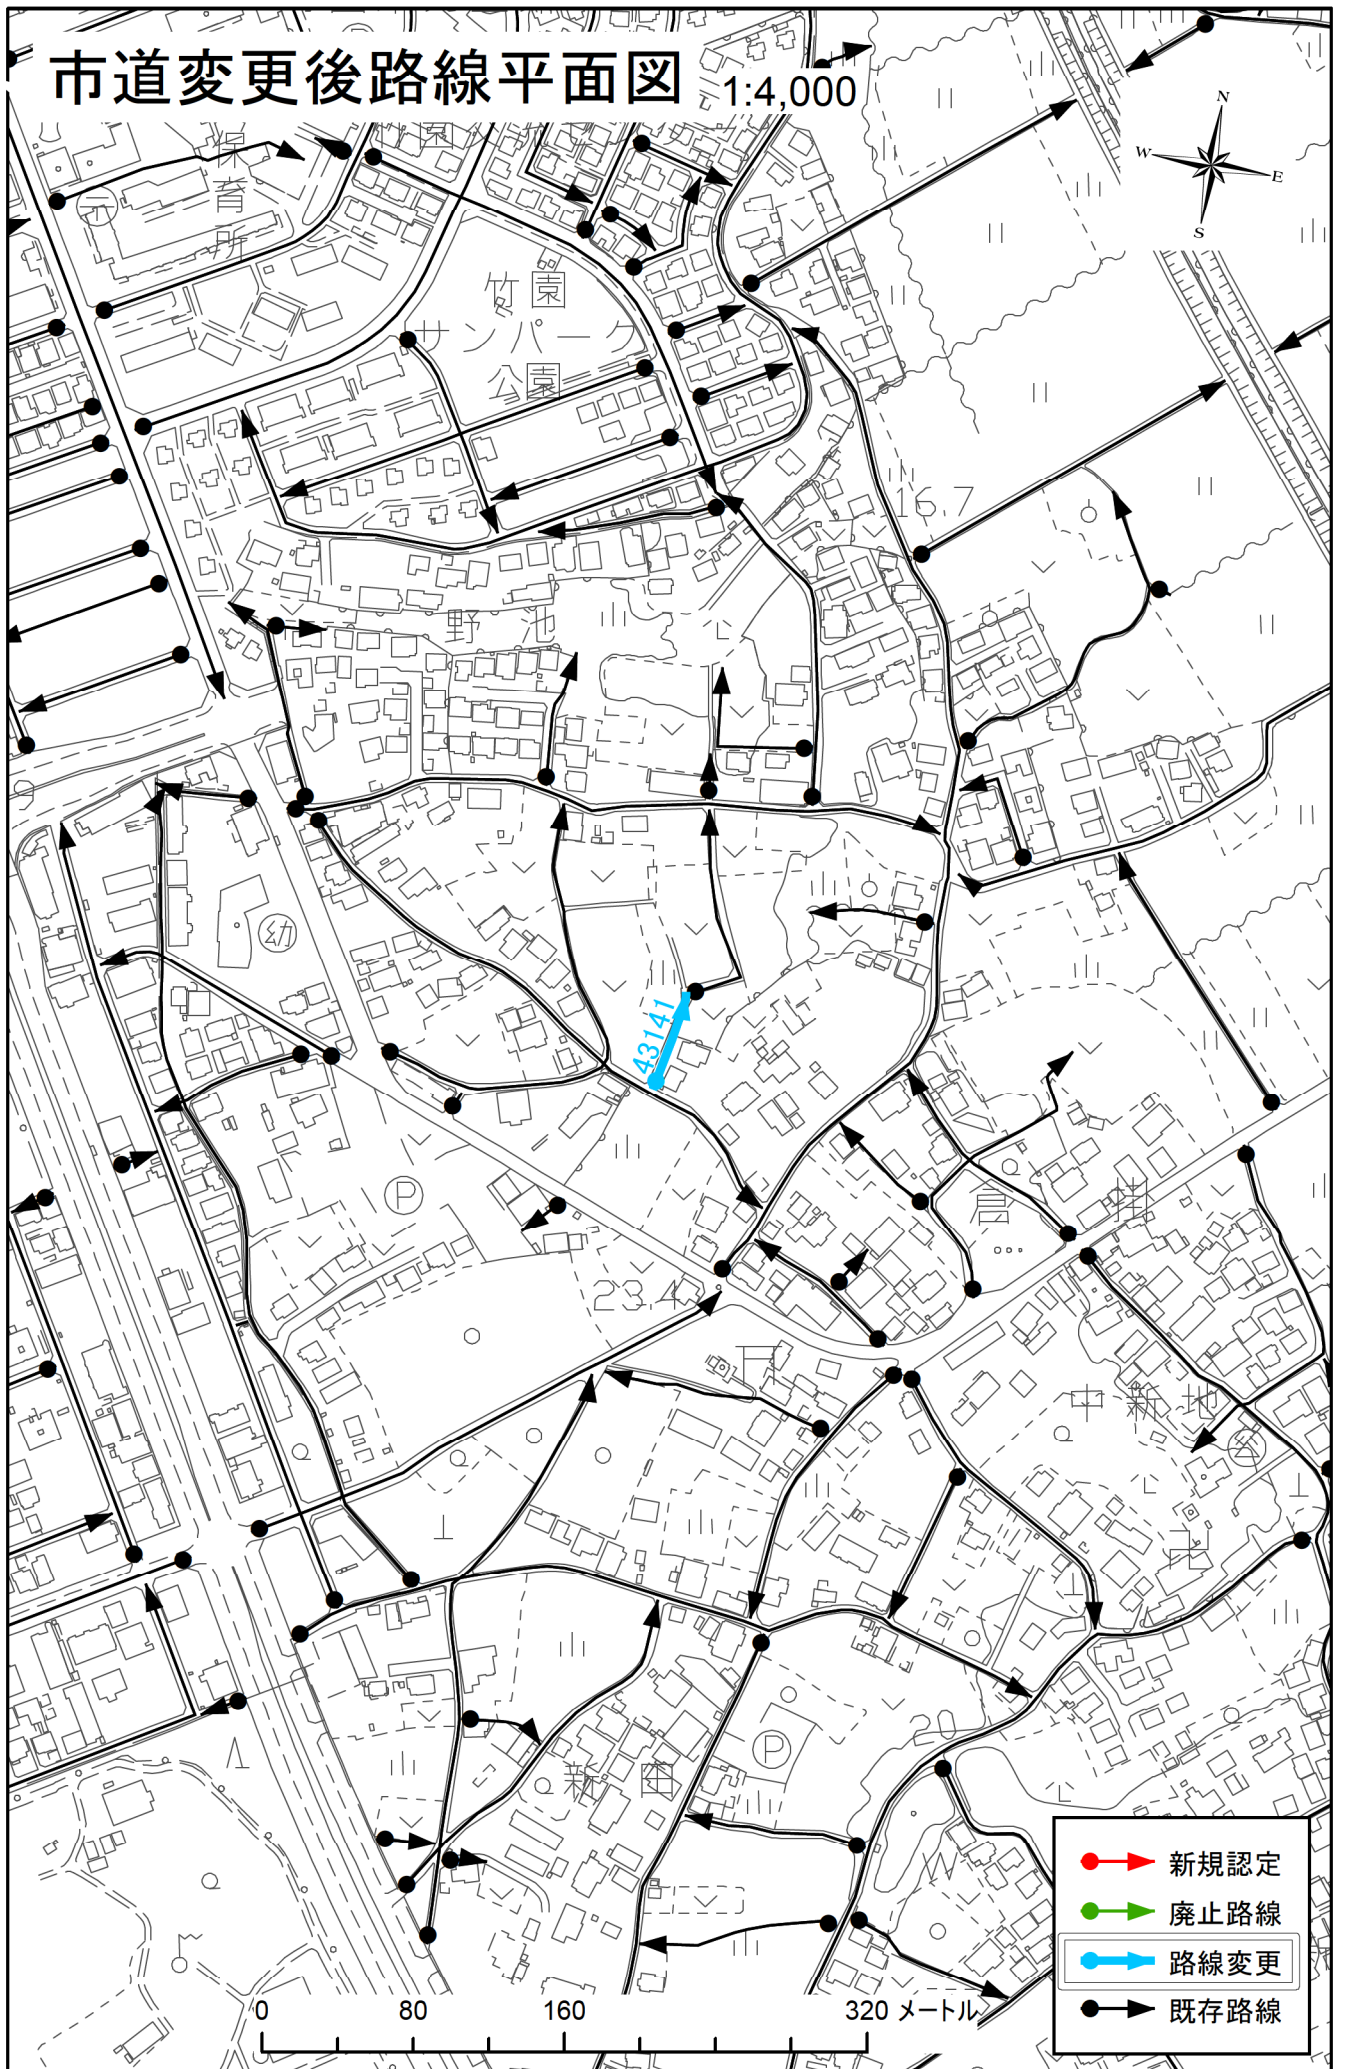 市道変更後路線平面図 1:4,000
保育所
N
W
E
S
竹園
サンパーク
公園
16.7
野池
幼
43141
P
倉掛
23.4
中新地
P
新田
新規認定
廃止路線
路線変更
既存路線
0 80 160 320 メートル